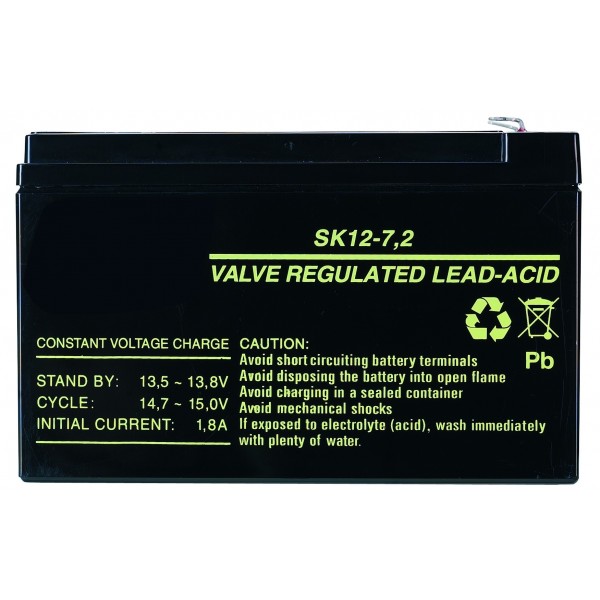 SK12-7,2
VALVE REGULATED LEAD-ACID
Pb
CONSTANT VOLTAGE CHARGE
STAND BY: 13,5 ~ 13,8V
CYCLE: 14,7 ~ 15,0V
INITIAL CURRENT: 1,8A
CAUTION:
Avoid short circuiting battery terminals
Avoid disposing the battery into open flame
Avoid charging in a sealed container
Avoid mechanical shocks
If exposed to electrolyte (acid), wash immediately
with plenty of water.